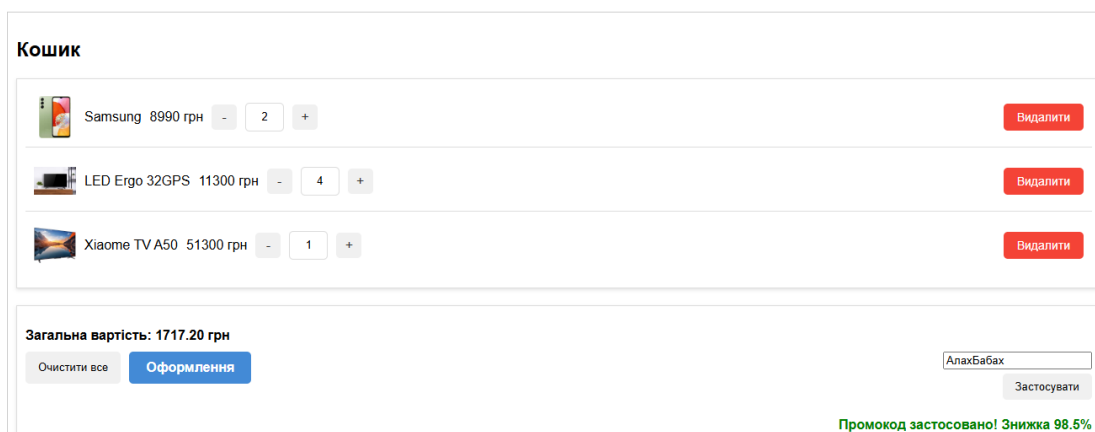 Кошик
Samsung 8990 грн - 2 + Видалити
LED Ergo 32GPS 11300 грн - 4 + Видалити
Xiaome TV A50 51300 грн - 1 + Видалити
Загальна вартість: 1717.20 грн
Очистити все Оформлення АлахБабах
Застосувати
Промокод застосовано! Знижка 98.5%